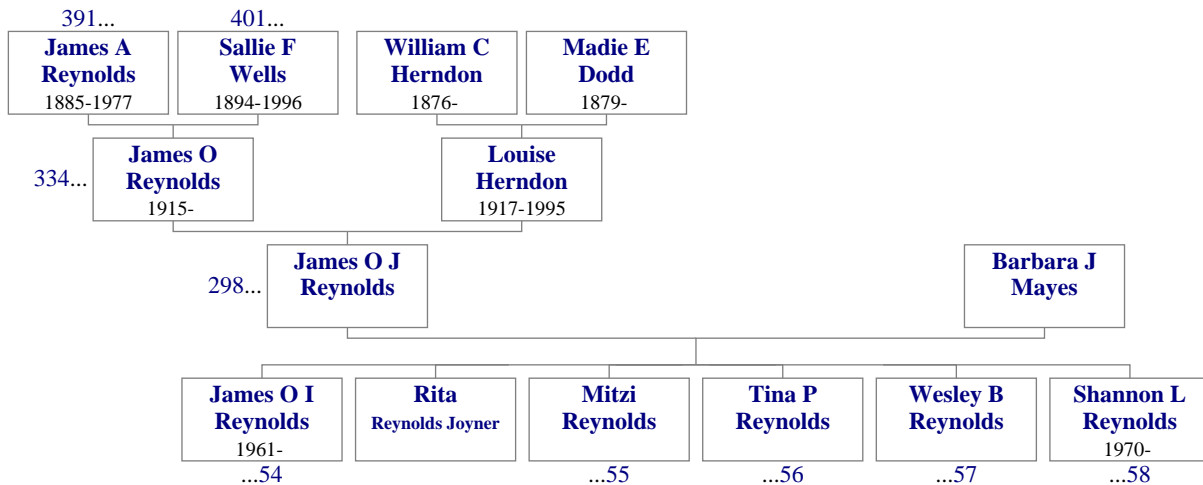 391...
401...
James A
Reynolds
1885-1977
Sallie F
Wells
1894-1996
William C
Herndon
1876-
Madie E
Dodd
1879-
334...
James O
Reynolds
1915-
Louise
Herndon
1917-1995
298...
James O J
Reynolds
Barbara J
Mayes
James O I
Reynolds
1961-
...54
Rita
Reynolds Joyner
Mitzi
Reynolds
...55
Tina P
Reynolds
...56
Wesley B
Reynolds
...57
Shannon L
Reynolds
1970-
...58